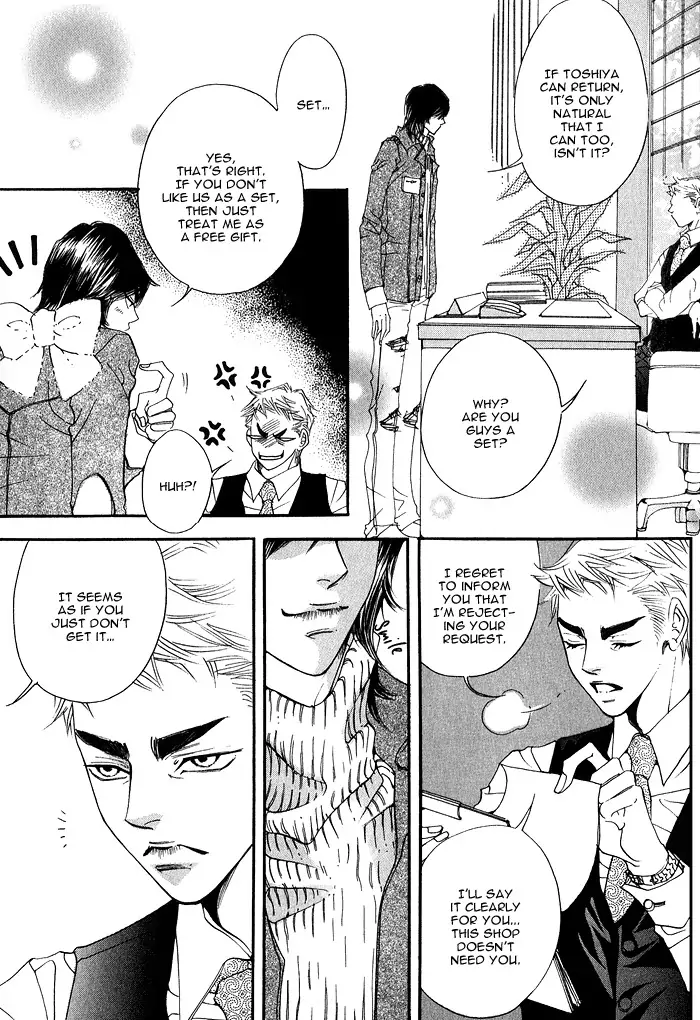 IF TOSHIYA
CAN RETURN,
IT'S ONLY
NATURAL
THAT I
CAN TOO,
ISN'T IT?
WHY?
ARE YOU
GUYS A
SET?
SET...
YES,
THAT'S RIGHT.
IF YOU DON'T
LIKE US AS A SET,
THEN JUST
TREAT ME AS
A FREE GIFT.
HUH?!
I REGRET
TO INFORM
YOU THAT
I'M REJECT-
ING YOUR
REQUEST.
I'LL SAY
IT CLEARLY
FOR YOU...
THIS SHOP
DOESN'T
NEED YOU.
SMILE
IT SEEMS
AS IF YOU
JUST DON'T
GET IT...